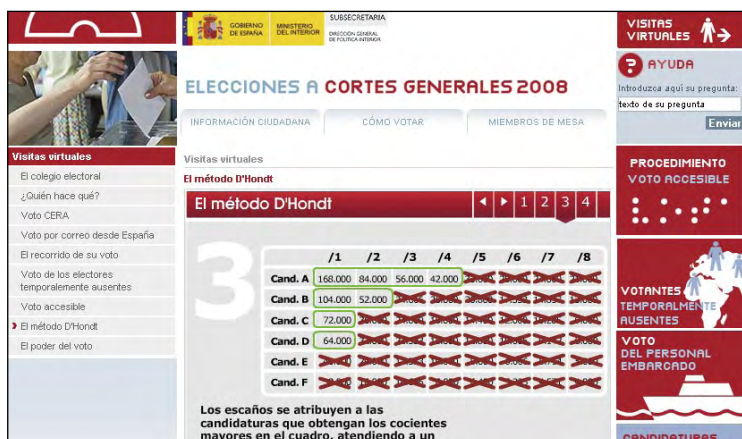 GOBIERNO DE ESPAÑA
MINISTERIO DEL INTERIOR
SUBSECRETARIA
DIRECCIÓN GENERAL DE POLÍTICA INTERIOR
ELECCIONES A CORTES GENERALES 2008
INFORMACIÓN CIUDADANA
CÓMO VOTAR
MIEMBROS DE MESA
Visitas virtuales
El colegio electoral
¿Quién hace qué?
Voto CERA
Voto por correo desde España
El recorrido de su voto
Voto de los electores
temporalemente ausentes
Voto accesible
El método D'Hondt
El poder del voto
Visitas virtuales
El método D'Hondt
El método D'Hondt 1 2 3 4
3
/1 /2 /3 /4 /5 /6 /7 /8
Cand. A 168.000 84.000 56.000 42.000
Cand. B 104.000 52.000
Cand. C 72.000
Cand. D 64.000
Cand. E
Cand. F
Los escaños se atribuyen a las
candidaturas que obtengan los cocientes
mayores en el cuadro, atendiendo a un
VISITAS
VIRTUALES
? AYUDA
Introduzca aquí su pregunta:
texto de su pregunta
Enviar
PROCEDIMIENTO
VOTO ACCESIBLE
VOTANTES
TEMPORALMENTE
AUSENTES
VOTO
DEL PERSONAL
EMBARCADO
CANDIDATURAS